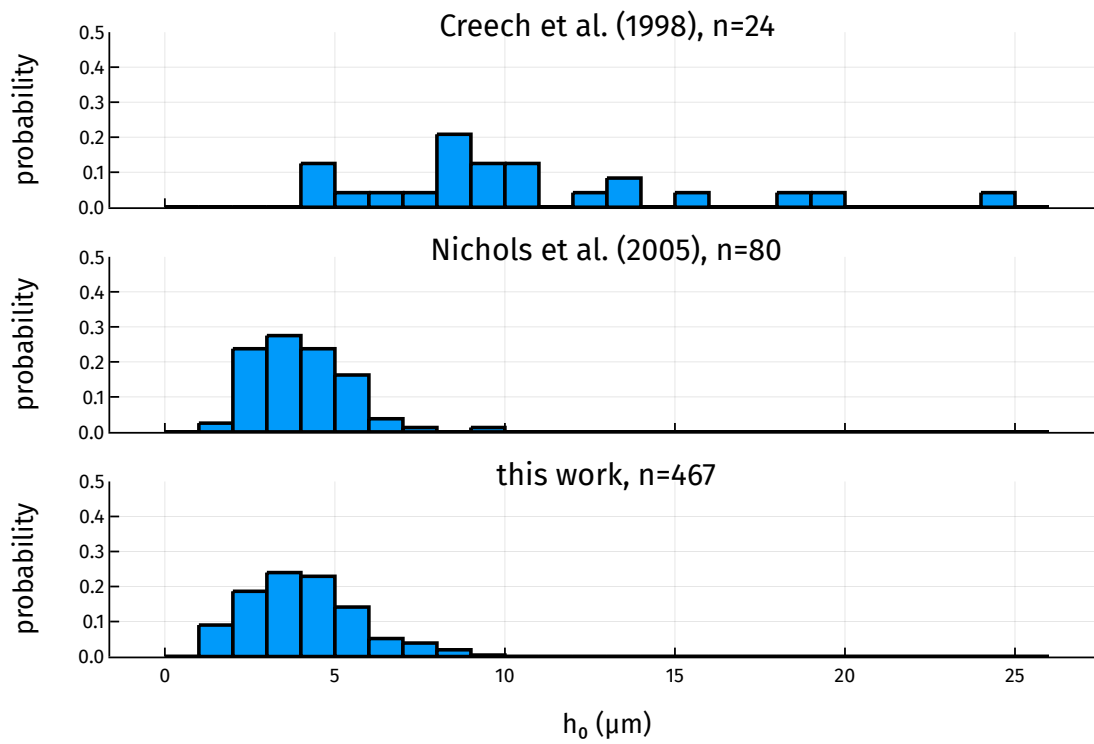 Creech et al. (1998), n=24
probability
0.5
0.4
0.3
0.2
0.1
0.0
Nichols et al. (2005), n=80
probability
0.5
0.4
0.3
0.2
0.1
0.0
this work, n=467
probability
0.5
0.4
0.3
0.2
0.1
0.0
0 5 10 15 20 25
h₀ (μm)